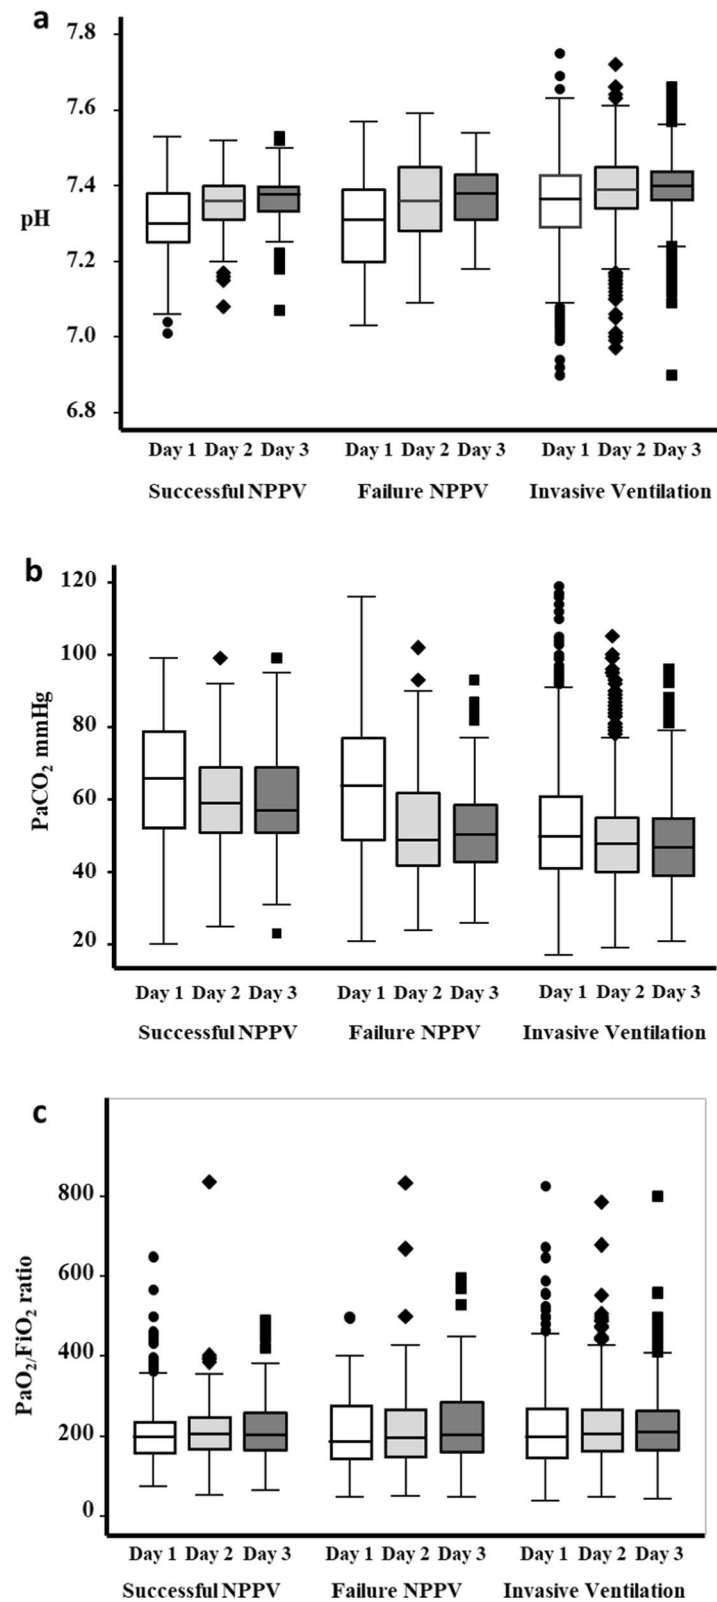 a
7.8
7.6
7.4
7.2
7.0
6.8
pH
Day 1 Day 2 Day 3 Day 1 Day 2 Day 3 Day 1 Day 2 Day 3
Successful NPPV Failure NPPV Invasive Ventilation
b
120
100
80
60
40
20
PaCO2 mmHg
Day 1 Day 2 Day 3 Day 1 Day 2 Day 3 Day 1 Day 2 Day 3
Successful NPPV Failure NPPV Invasive Ventilation
c
800
600
400
200
0
PaO2/FiO2 ratio
Day 1 Day 2 Day 3 Day 1 Day 2 Day 3 Day 1 Day 2 Day 3
Successful NPPV Failure NPPV Invasive Ventilation